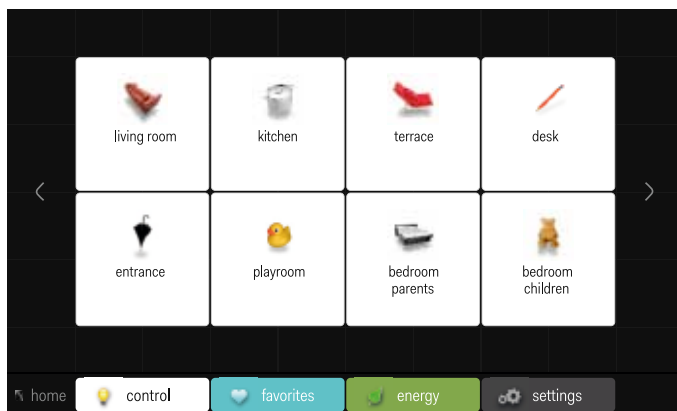 living room
kitchen
terrace
desk
entrance
playroom
bedroom
parents
bedroom
children
home
control
favorites
energy
settings